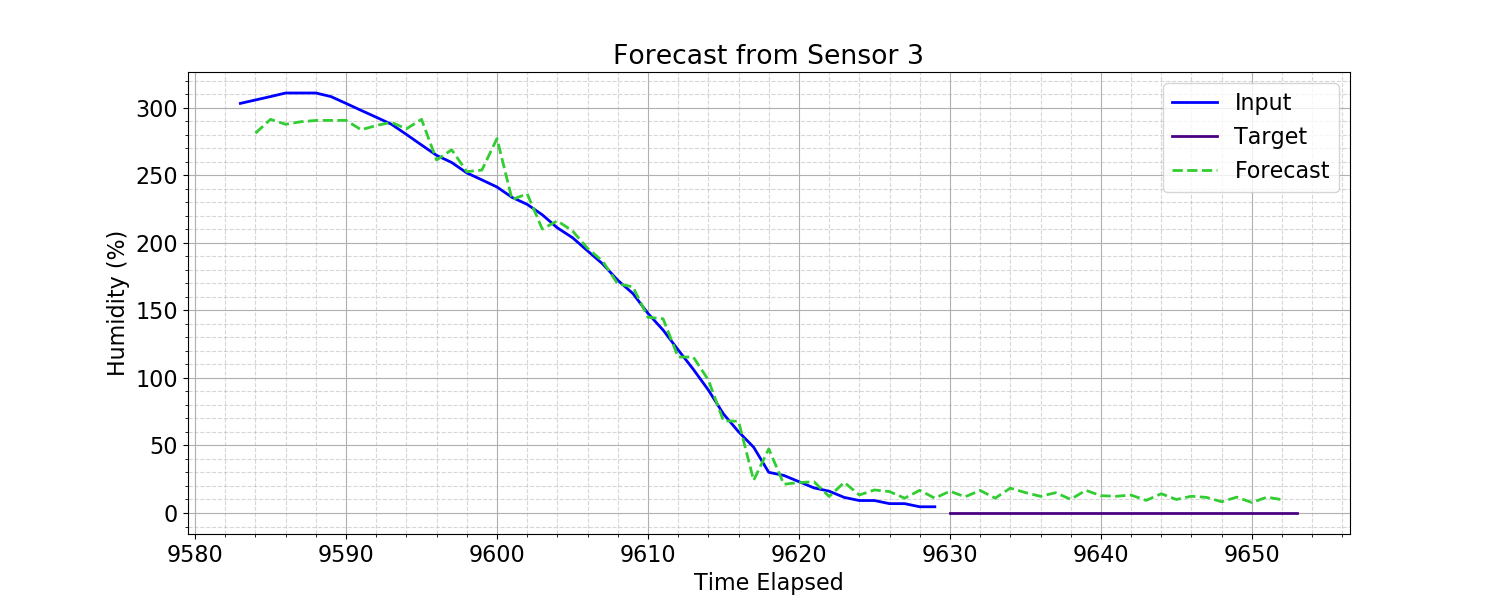 Forecast from Sensor 3
Humidity (%)
300
250
200
150
100
50
0
Input
Target
Forecast
9580 9590 9600 9610 9620 9630 9640 9650
Time Elapsed